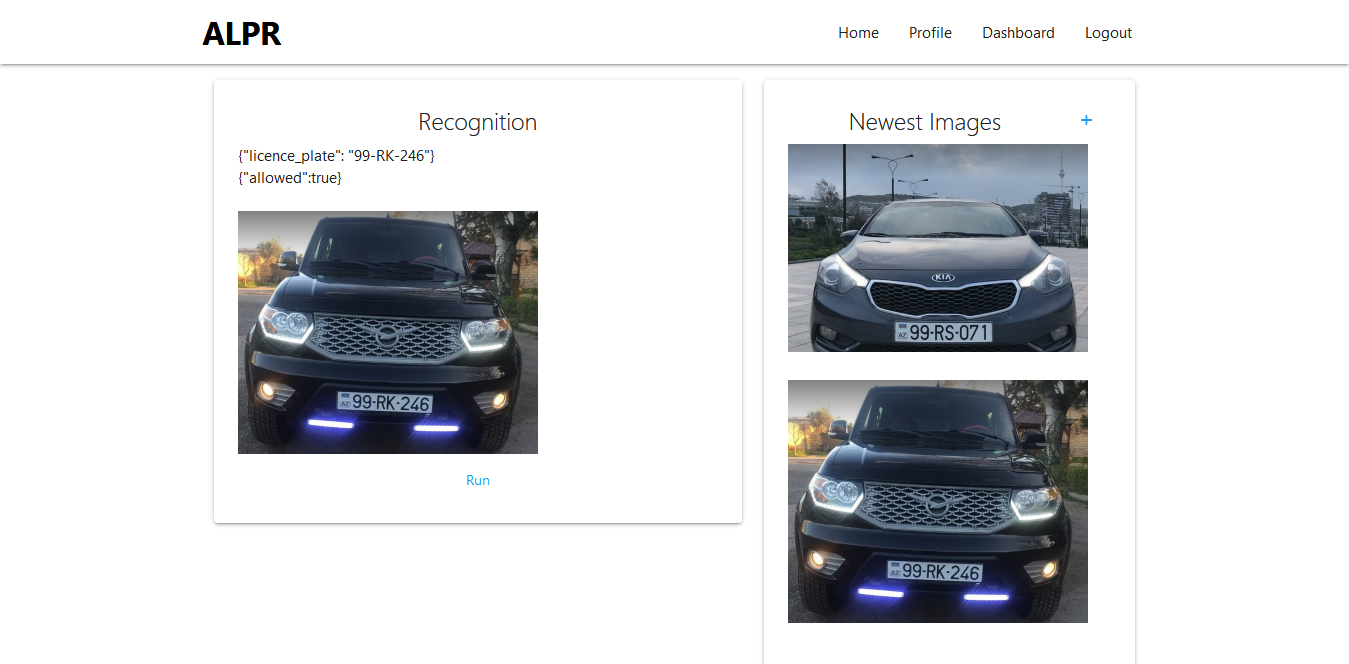 ALPR
Home Profile Dashboard Logout
Recognition
{"licence_plate": "99-RK-246"}
{"allowed":true}
AZ 99-RK-246
Run
Newest Images +
KIA
AZ 99-RS-071
AZ 99-RK-246